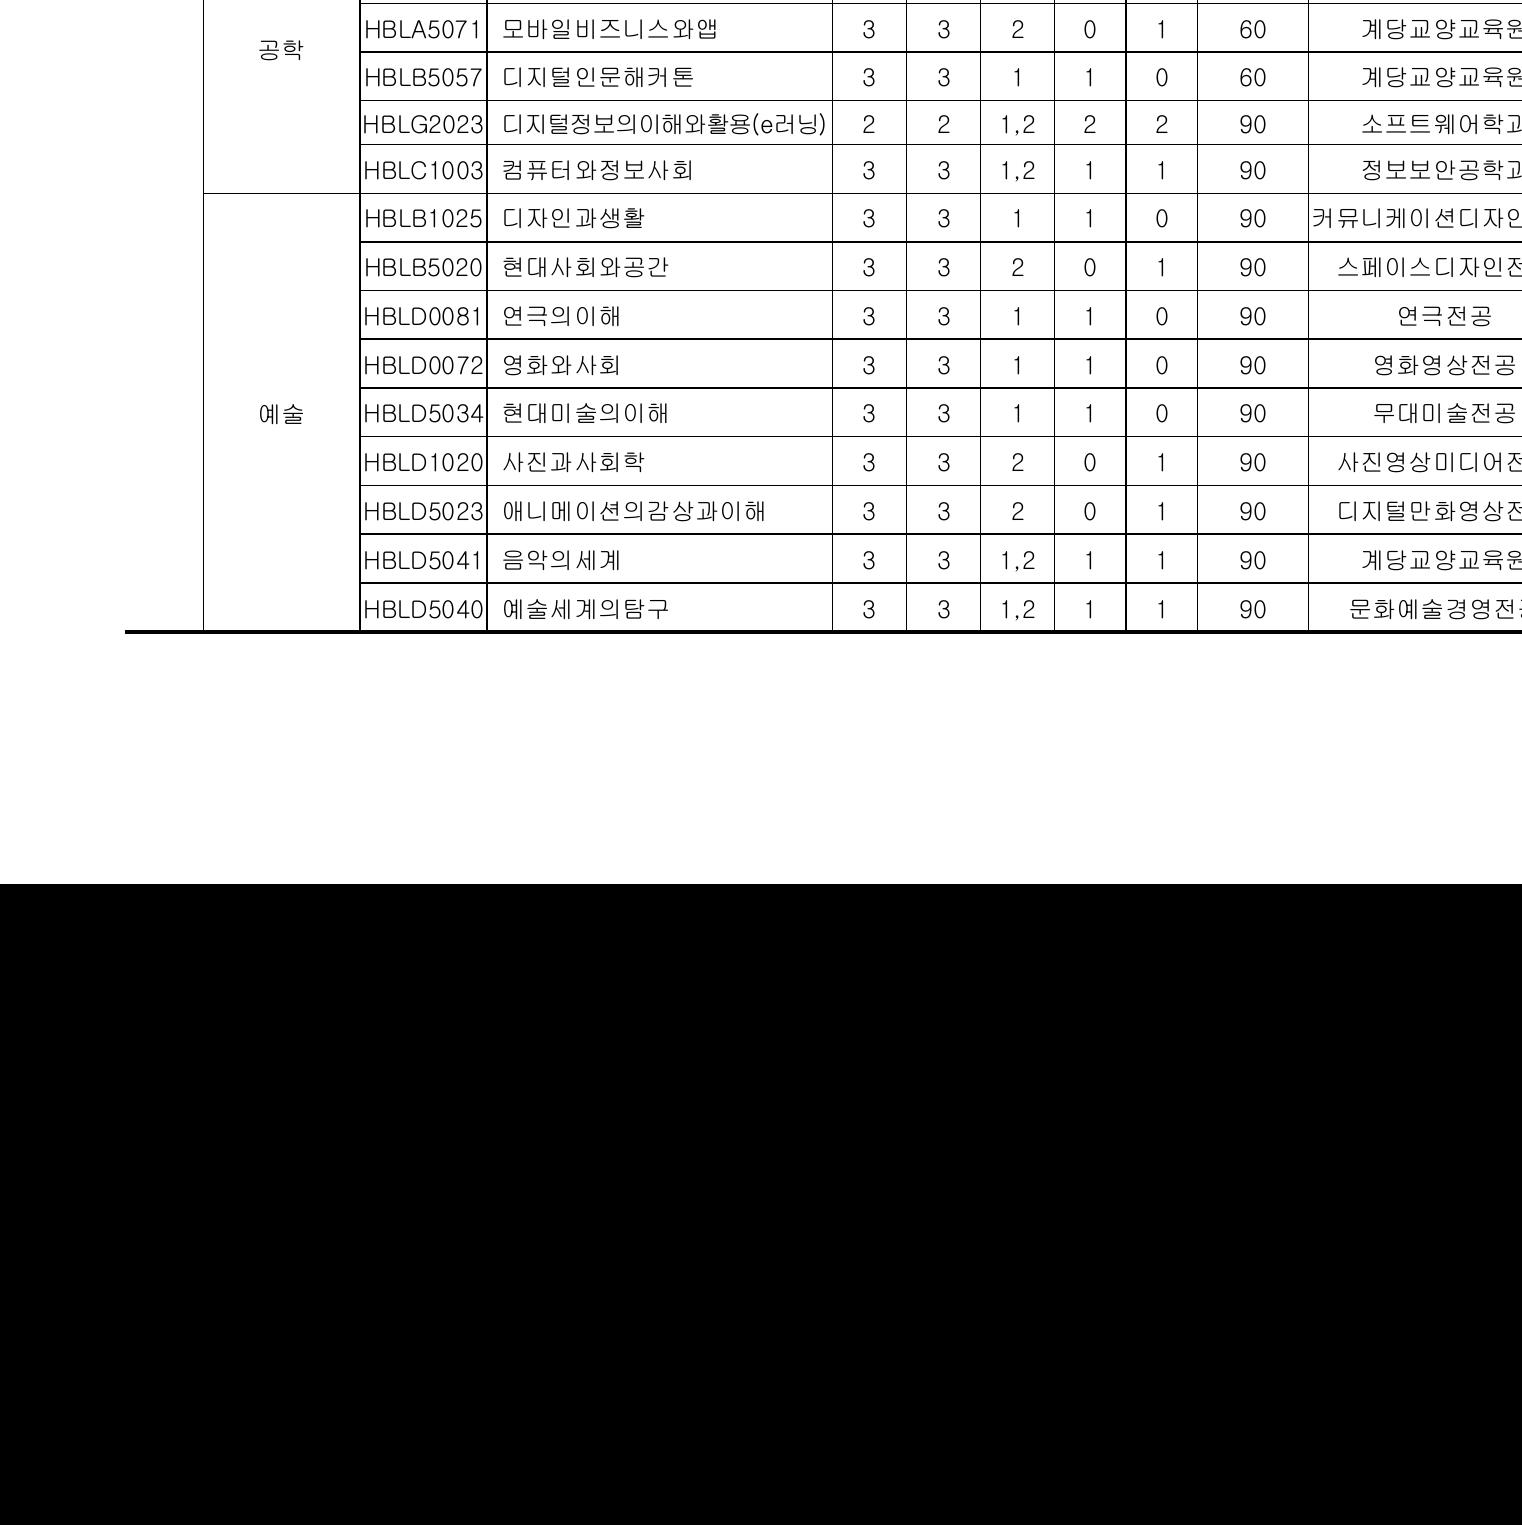 공학
HBLA5071 모바일비즈니스와앱 3 3 2 0 1 60 계당교양교육원
HBLB5057 디지털인문해커톤 3 3 1 1 0 60 계당교양교육원
HBLG2023 디지털정보의이해와활용(e러닝) 2 2 1,2 2 2 90 소프트웨어학과
HBLC1003 컴퓨터와정보사회 3 3 1,2 1 1 90 정보보안공학과
예술
HBLB1025 디자인과생활 3 3 1 1 0 90 커뮤니케이션디자인
HBLB5020 현대사회와공간 3 3 2 0 1 90 스페이스디자인전
HBLD0081 연극의이해 3 3 1 1 0 90 연극전공
HBLD0072 영화와사회 3 3 1 1 0 90 영화영상전공
HBLD5034 현대미술의이해 3 3 1 1 0 90 무대미술전공
HBLD1020 사진과사회학 3 3 2 0 1 90 사진영상미디어전
HBLD5023 애니메이션의감상과이해 3 3 2 0 1 90 디지털만화영상전
HBLD5041 음악의세계 3 3 1,2 1 1 90 계당교양교육원
HBLD5040 예술세계의탐구 3 3 1,2 1 1 90 문화예술경영전